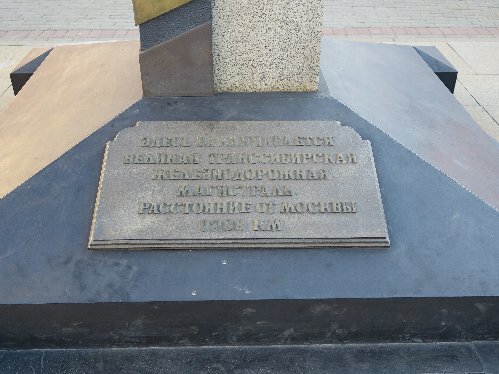 ЗДЕСЬ ЗАКАНЧИВАЕТСЯ
ВЕЛИКАЯ ТРАНССИБИРСКАЯ
ЖЕЛЕЗНОДОРОЖНАЯ
МАГИСТРАЛЬ
РАССТОЯНИЕ ОТ МОСКВЫ
КМ